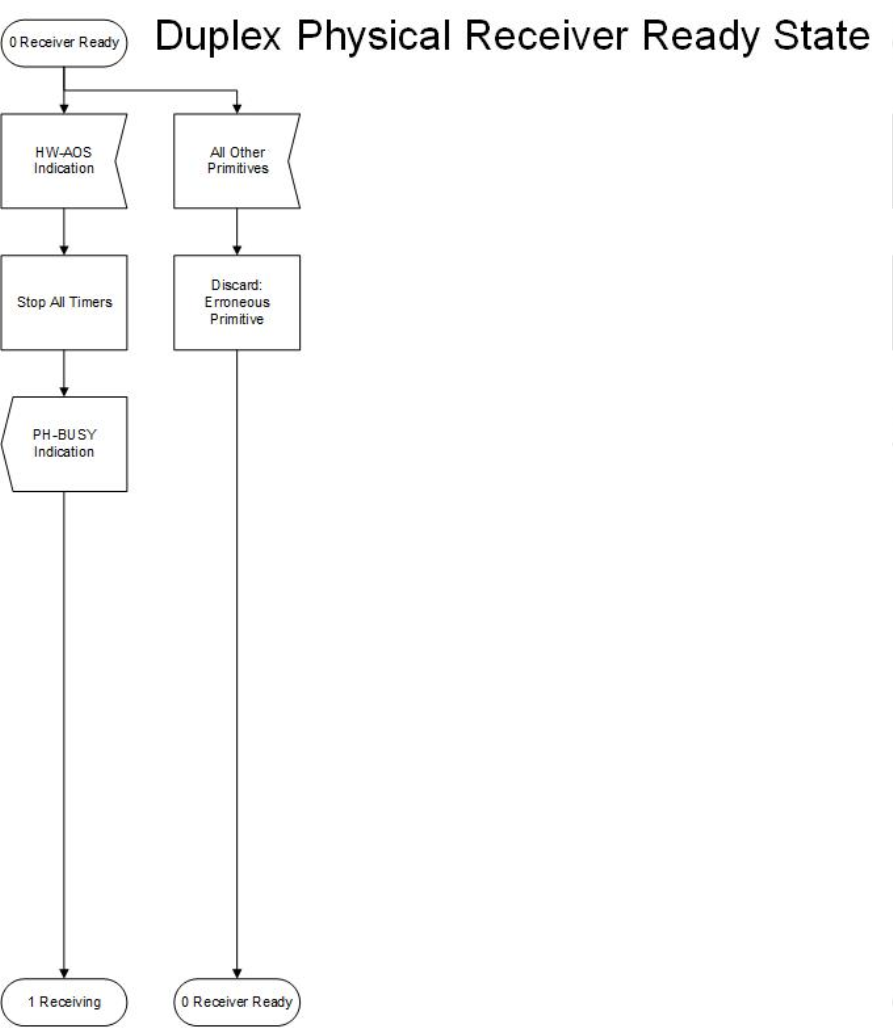 0 Receiver Ready
Duplex Physical Receiver Ready State
HW-AOS
Indication
All Other
Primitives
Stop All Timers
Discard:
Erroneous
Primitive
PH-BUSY
Indication
1 Receiving
0 Receiver Ready